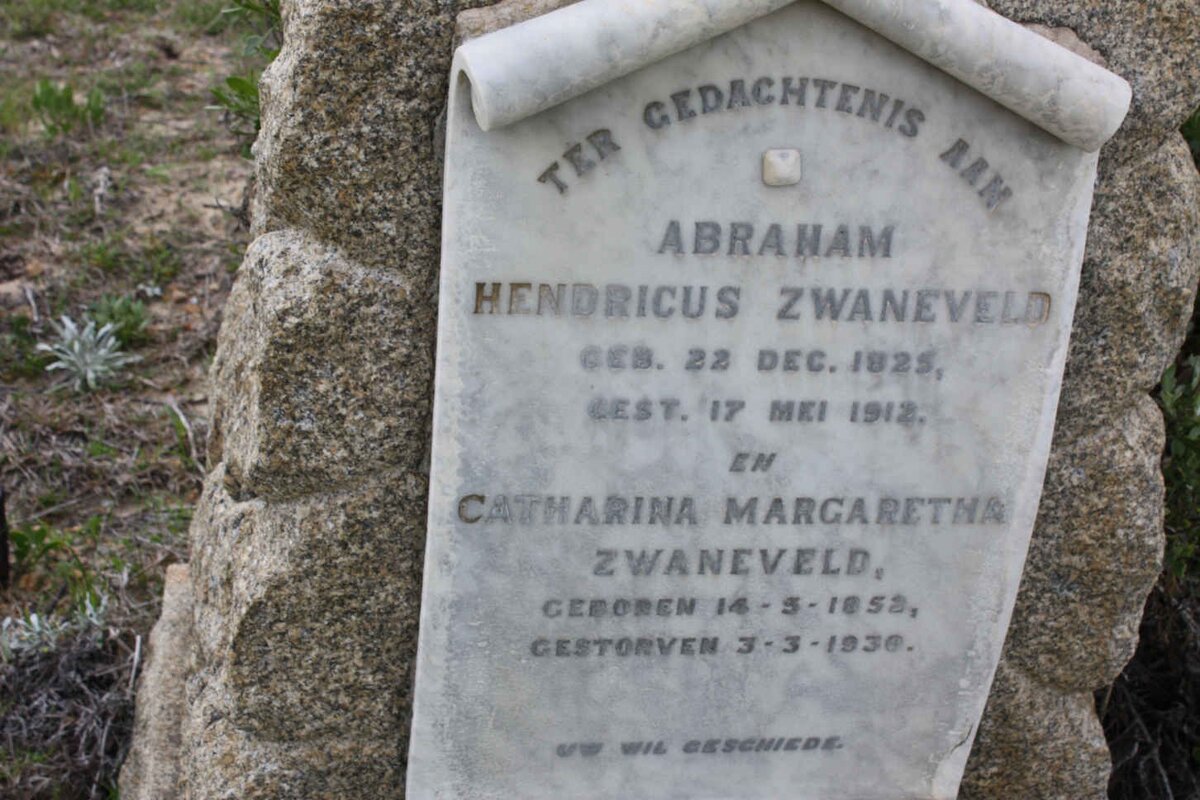 TER GEDACHTENIS AAN
ABRAHAM
HENDRICUS ZWANEVELD
GEB. 22 DEC. 1825,
GEST. 17 MEI 1912.
EN
CATHARINA MARGARETHA
ZWANEVELD,
GEBOREN 14-5-1852,
GESTORVEN 3-3-1930.
UW WIL GESCHIEDE.